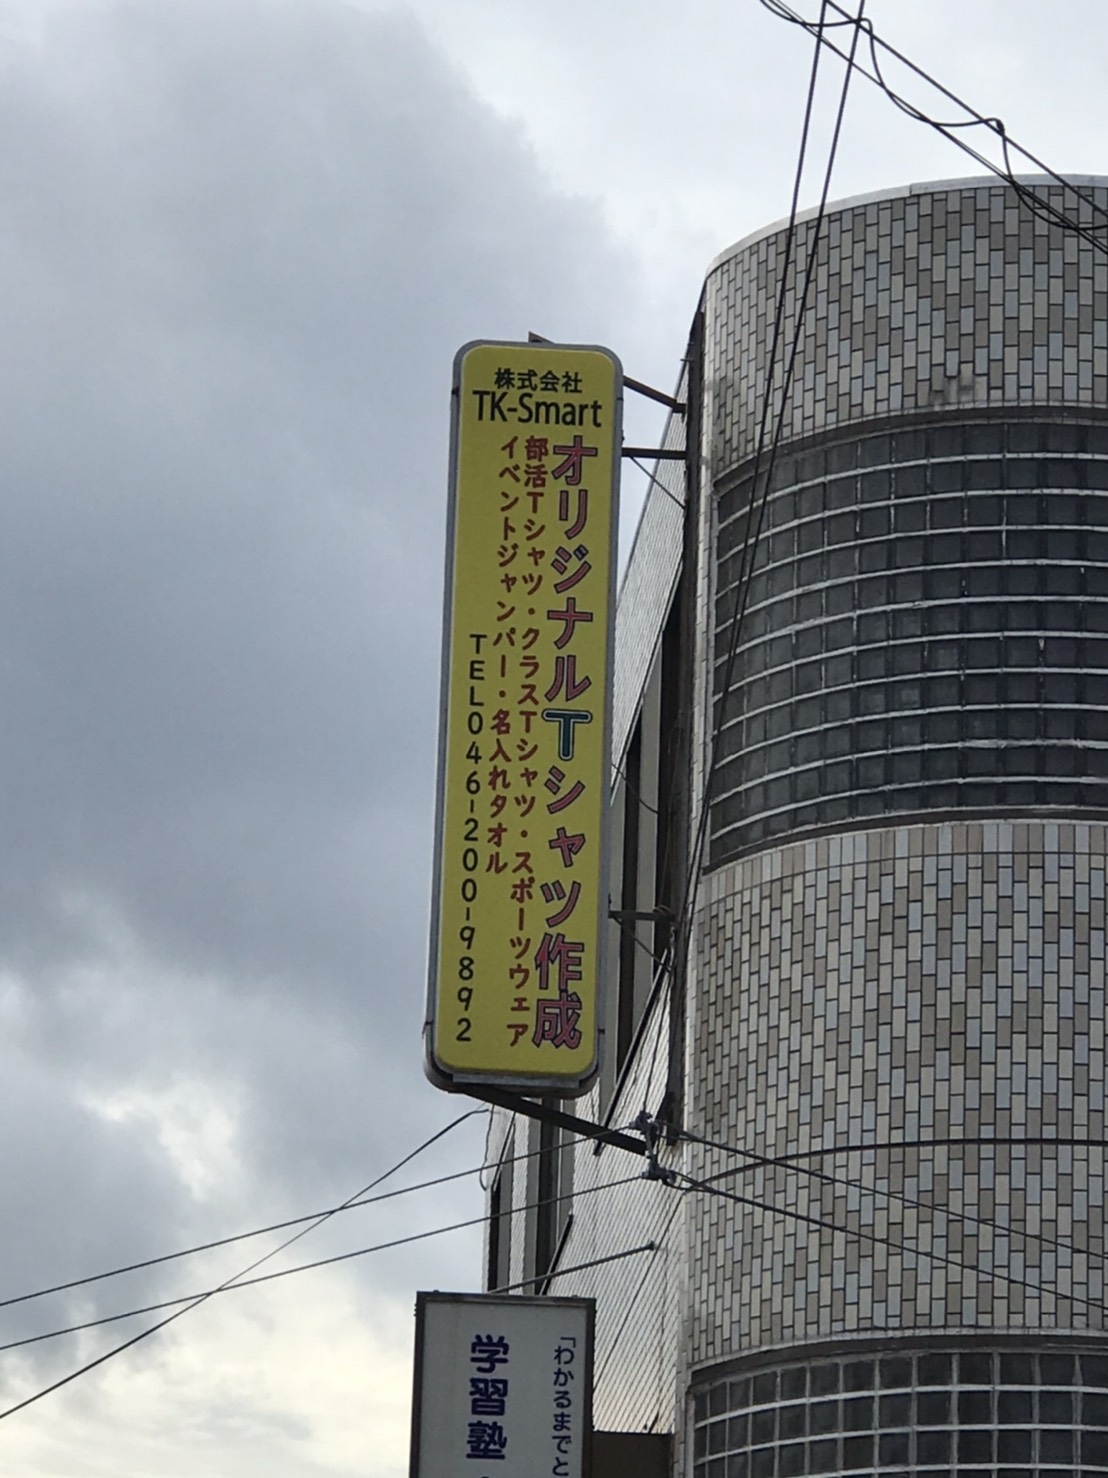 株式会社
TK-Smart
オリジナルTシャツ作成
部活Tシャツ・クラスTシャツ・スポーツウェア
イベントジャンパー・名入れタオル
TEL046-200-9892
「わかるまでと
学習塾